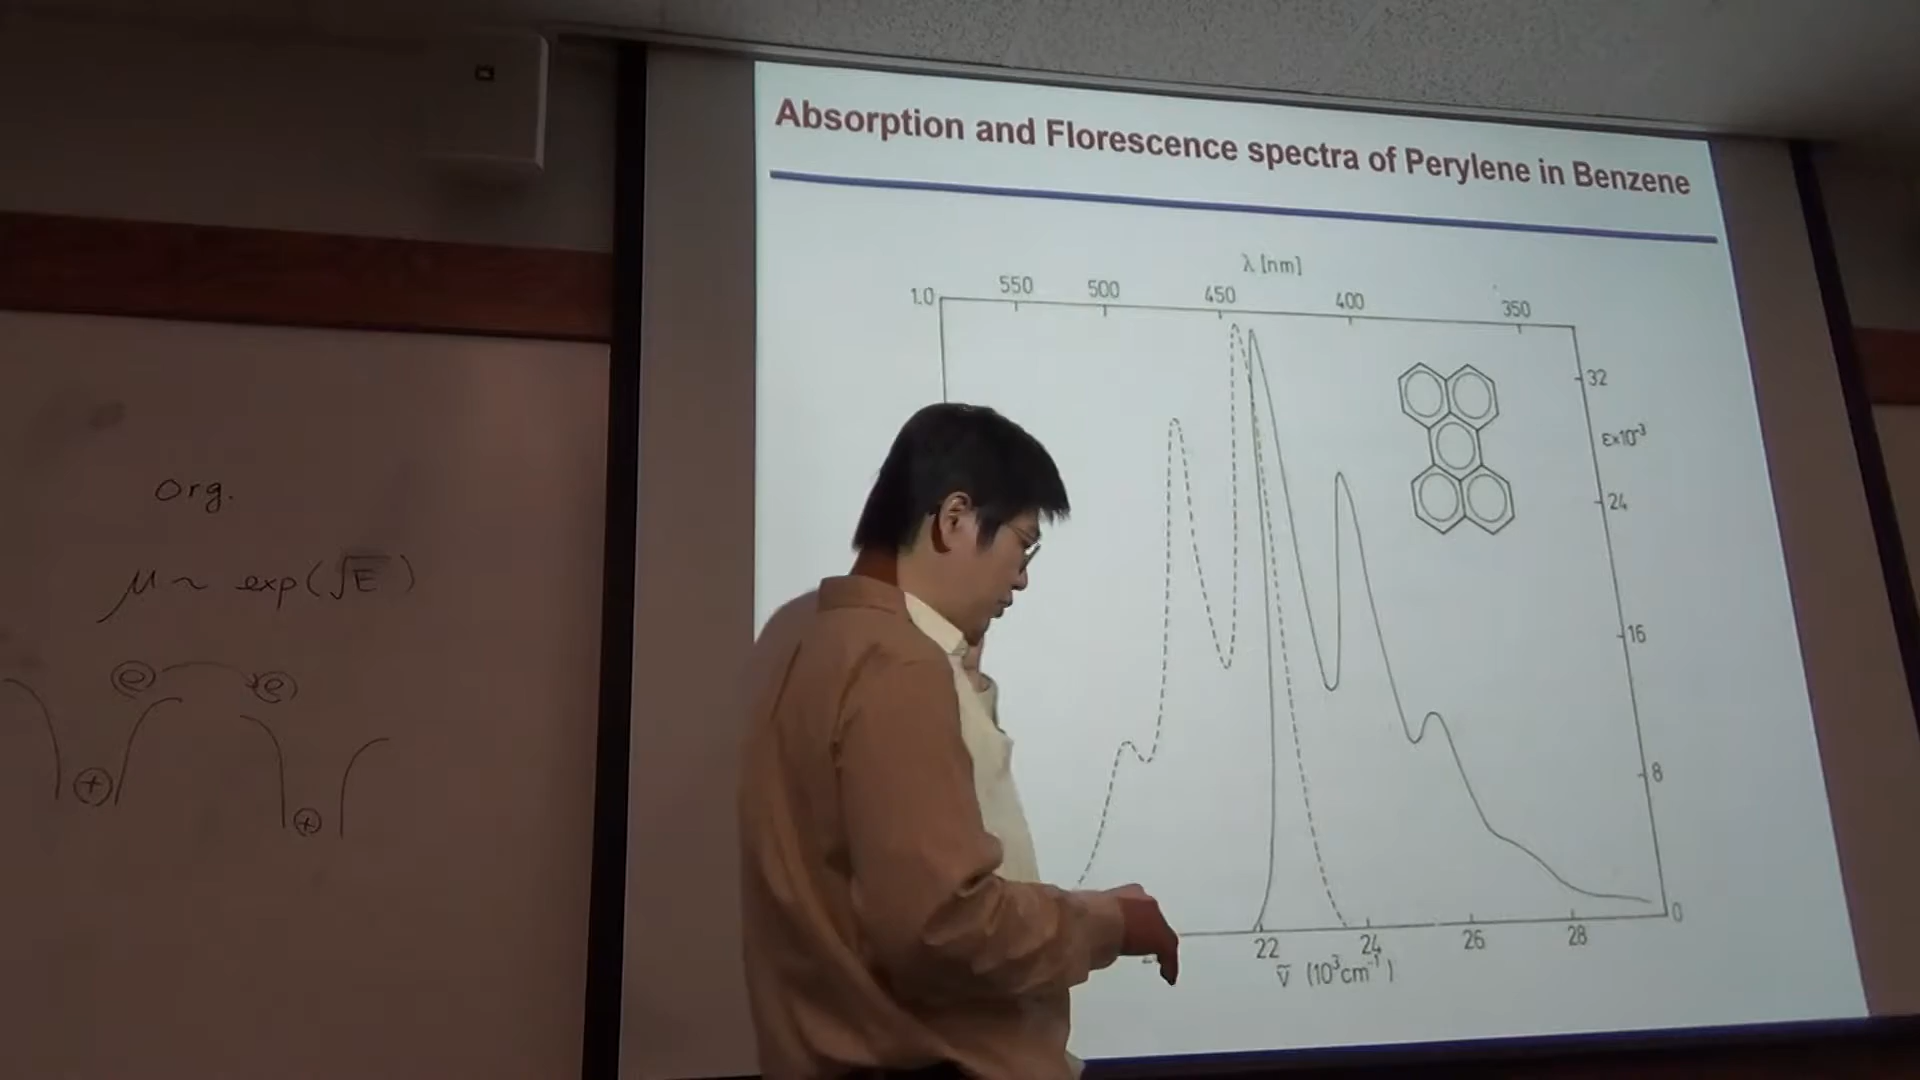 Absorption and Florescence spectra of Perylene in Benzene
λ [nm]
1.0 550 500 450 400 350
32
ε×10⁻³
24
16
8
0
22 24 26 28
ṽ (10³cm⁻¹)
Org.
μ ~ exp(√E)
e e
+ +